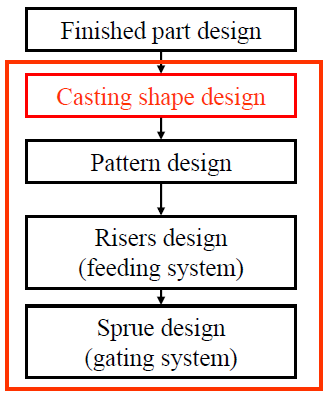 Finished part design
Casting shape design
Pattern design
Risers design
(feeding system)
Sprue design
(gating system)